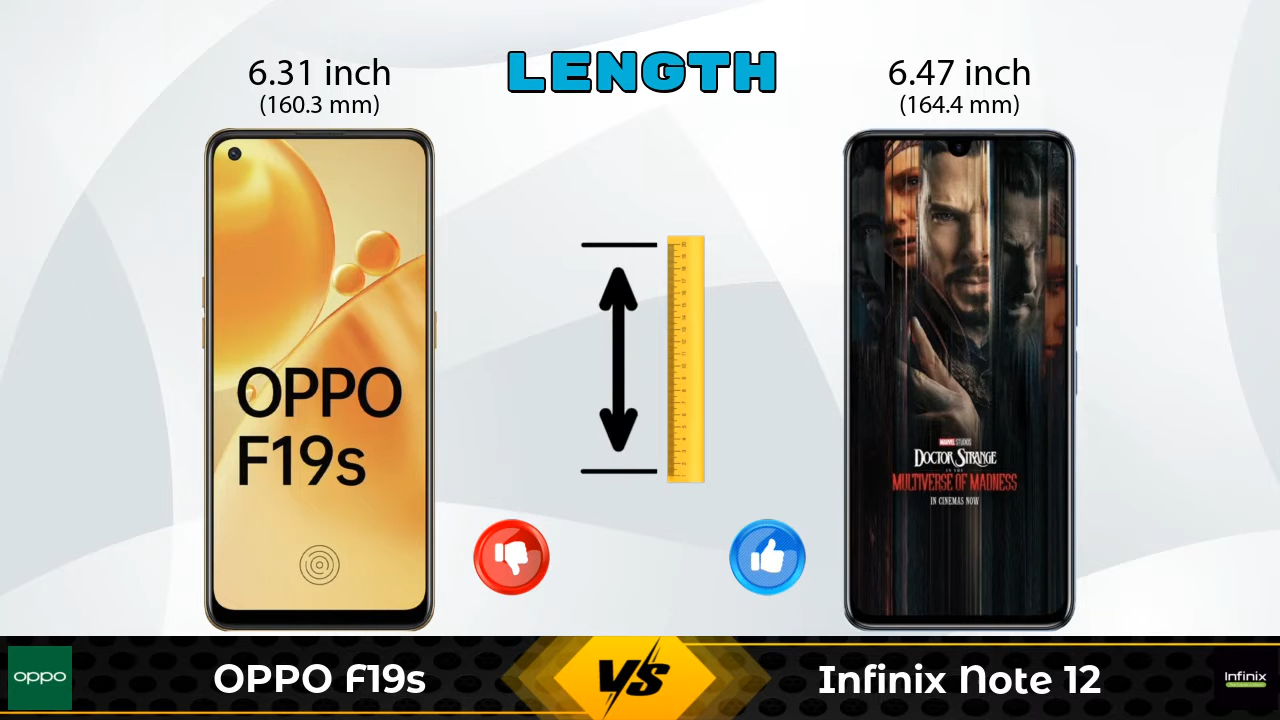 LENGTH
6.31 inch
(160.3 mm)
6.47 inch
(164.4 mm)
OPPO
F19s
MARVEL STUDIOS
DOCTOR STRANGE
IN THE
MULTIVERSE OF MADNESS
IN CINEMAS NOW
oppo
OPPO F19s
VS
Infinix Note 12
Infinix